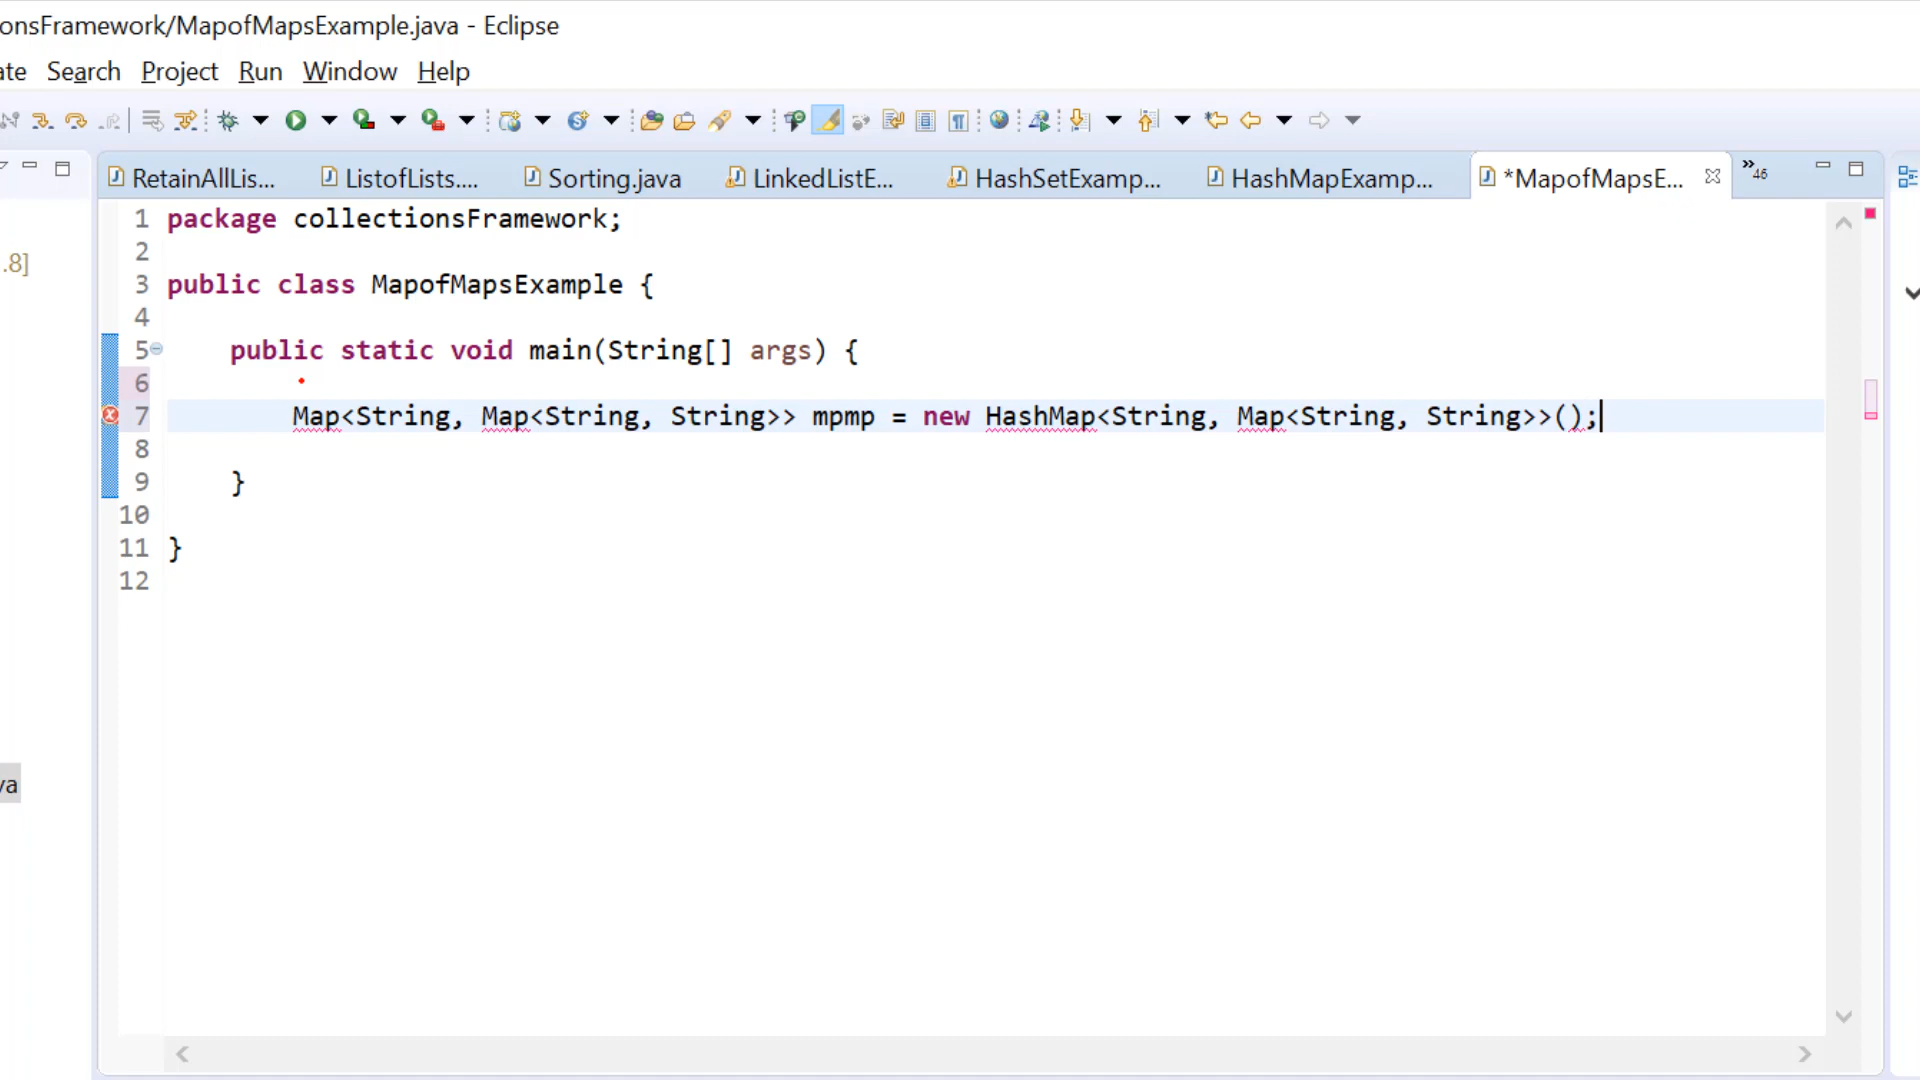 onsFramework/MapofMapsExample.java - Eclipse
ate Search Project Run Window Help
RetainAllLis... ListofLists.... Sorting.java LinkedListE... HashSetExamp... HashMapExamp... *MapofMapsE... »46
1 package collectionsFramework;
2
3 public class MapofMapsExample {
4
5 public static void main(String[] args) {
6
7 Map<String, Map<String, String>> mpmp = new HashMap<String, Map<String, String>>();
8
9 }
10
11 }
12
.8]
va